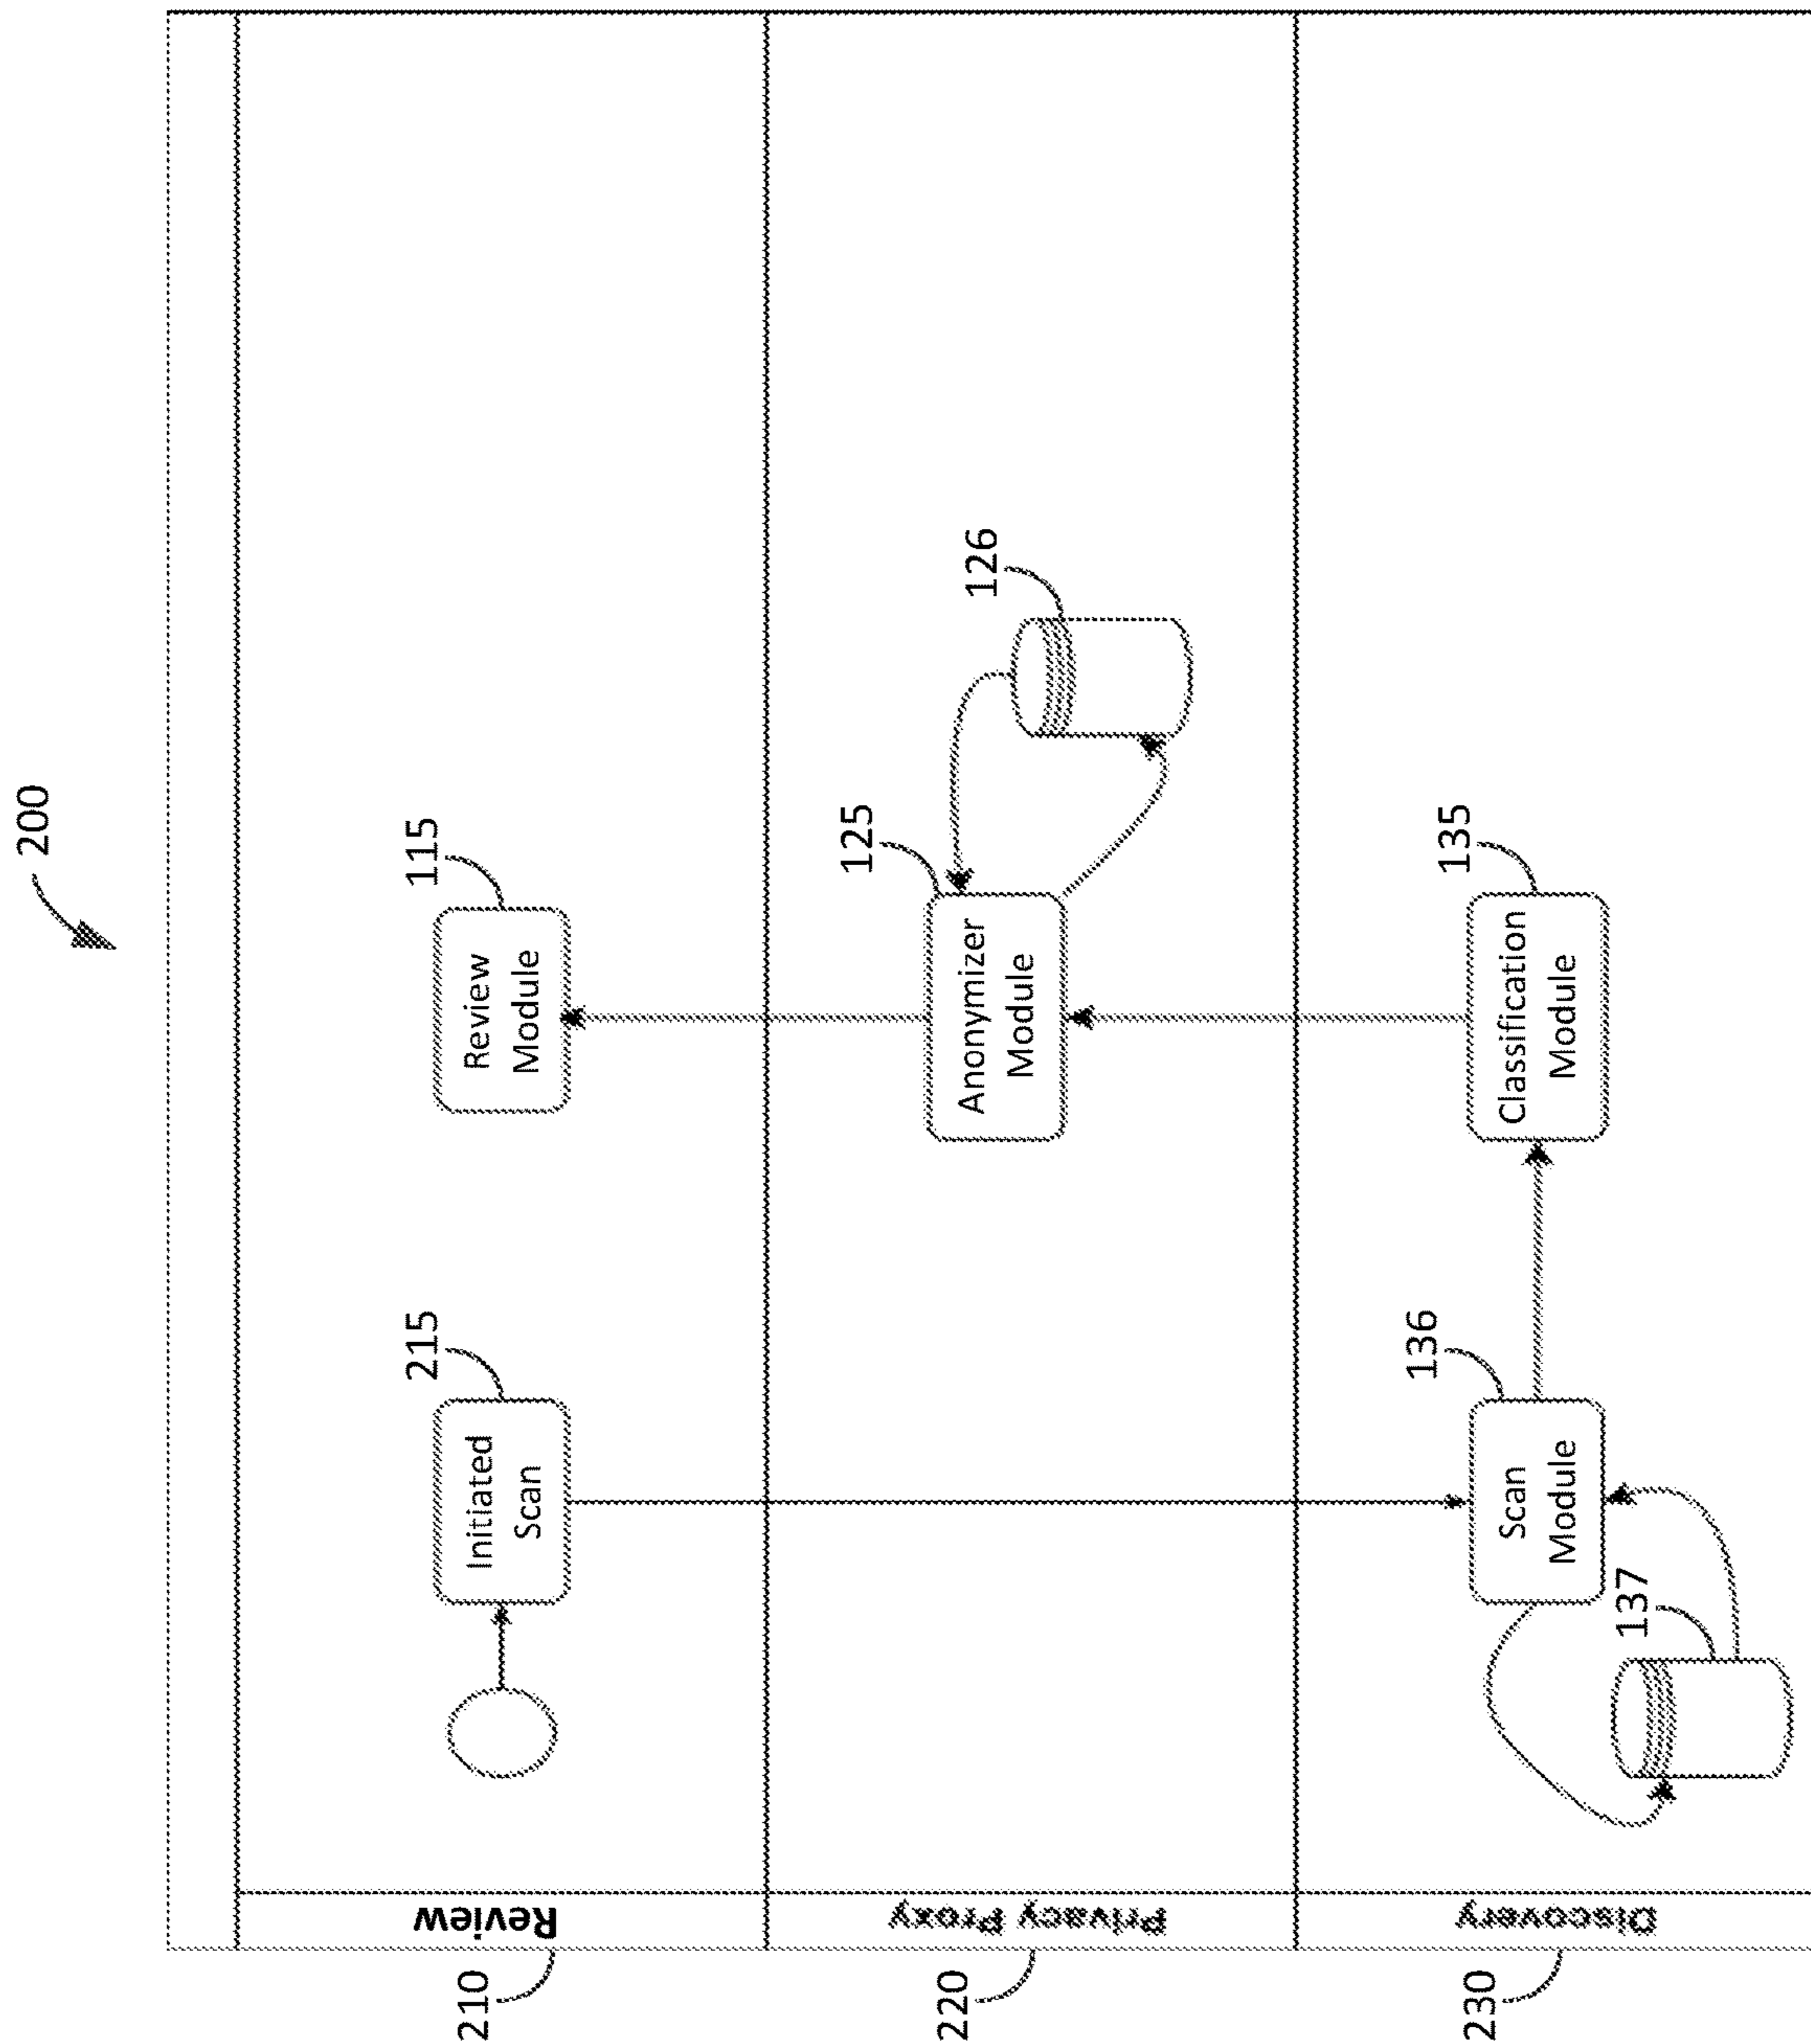 200
210
Review
215
Initiated
Scan
115
Review
Module
220
Privacy Proxy
125
Anonymizer
Module
126
230
Discovery
137
136
Scan
Module
135
Classification
Module